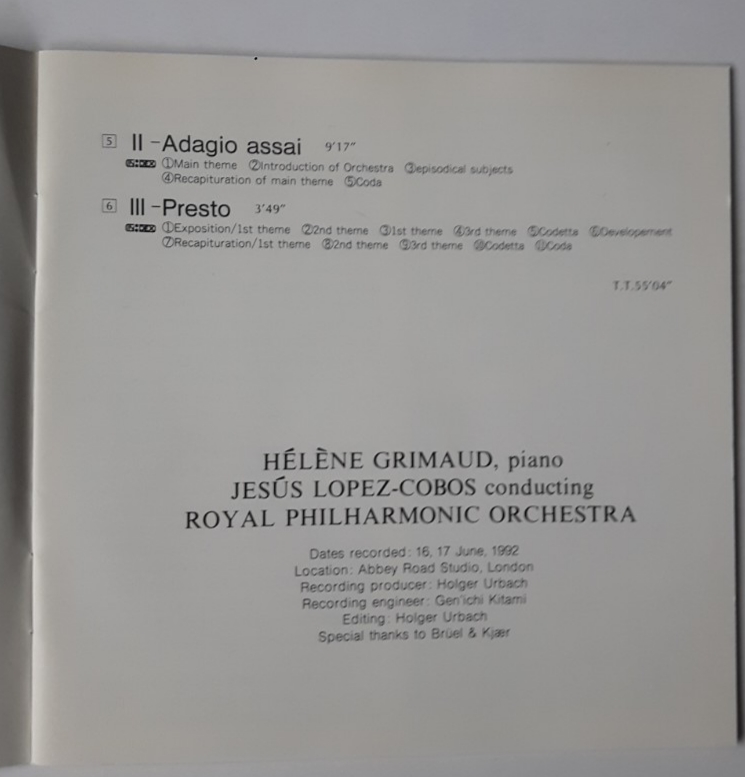 5 II－Adagio assai 9'17"
①Main theme ②Introduction of Orchestra ③episodical subjects
④Recapituration of main theme ⑤Coda
6 III－Presto 3'49"
①Exposition/1st theme ②2nd theme ③1st theme ④3rd theme ⑤Codetta ⑥Developement
⑦Recapituration/1st theme ⑧2nd theme ⑨3rd theme ⑩Codetta ⑪Coda
T.T.55'04"
HÉLÈNE GRIMAUD, piano
JESÚS LOPEZ-COBOS conducting
ROYAL PHILHARMONIC ORCHESTRA
Dates recorded: 16, 17 June, 1992
Location: Abbey Road Studio, London
Recording producer: Holger Urbach
Recording engineer: Gen'ichi Kitami
Editing: Holger Urbach
Special thanks to Brüel & Kjær